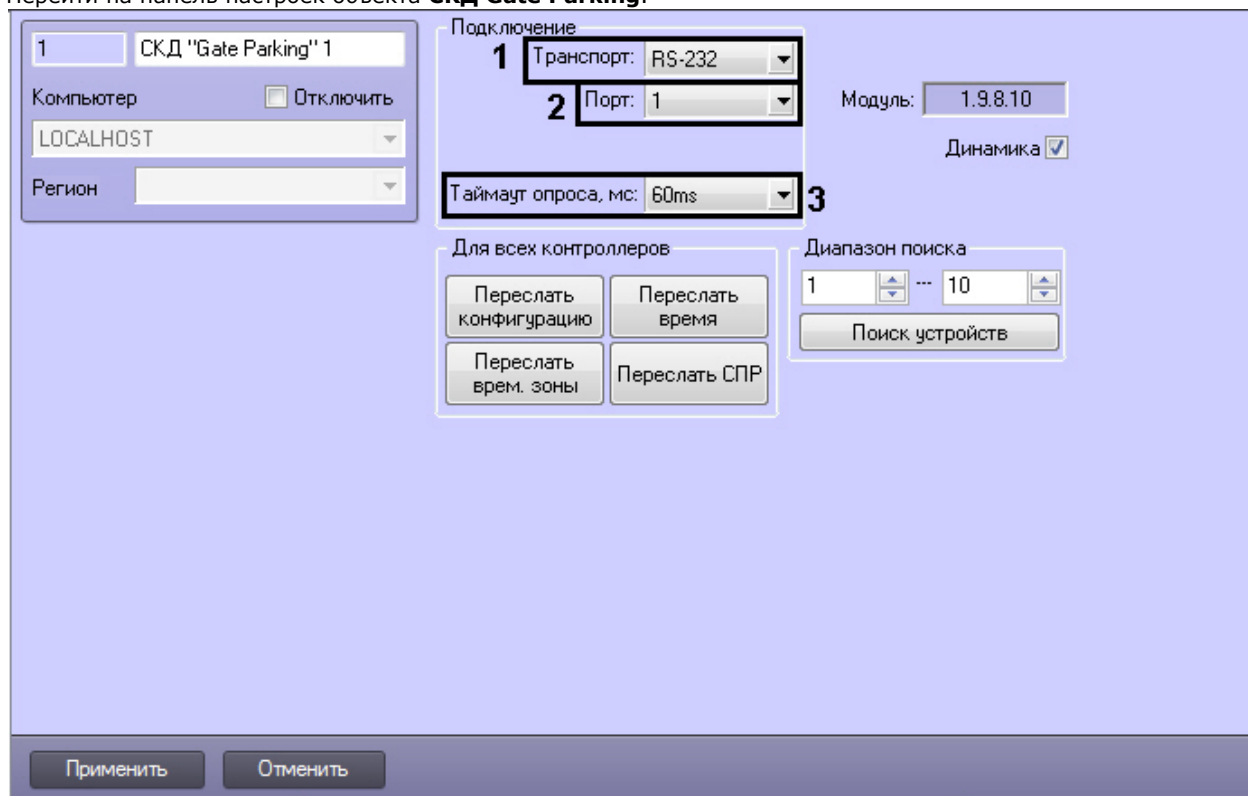 Перейти на панель настроек объекта СКД Gate Parking.
1 СКД "Gate Parking" 1
Компьютер Отключить
LOCALHOST
Регион
Подключение
1 Транспорт: RS-232
2 Порт: 1
Таймаут опроса, мс: 60ms 3
Модуль: 1.9.8.10
Динамика
Для всех контроллеров
Переслать конфигурацию
Переслать время
Переслать врем. зоны
Переслать СПР
Диапазон поиска
1 ... 10
Поиск устройств
Применить Отменить